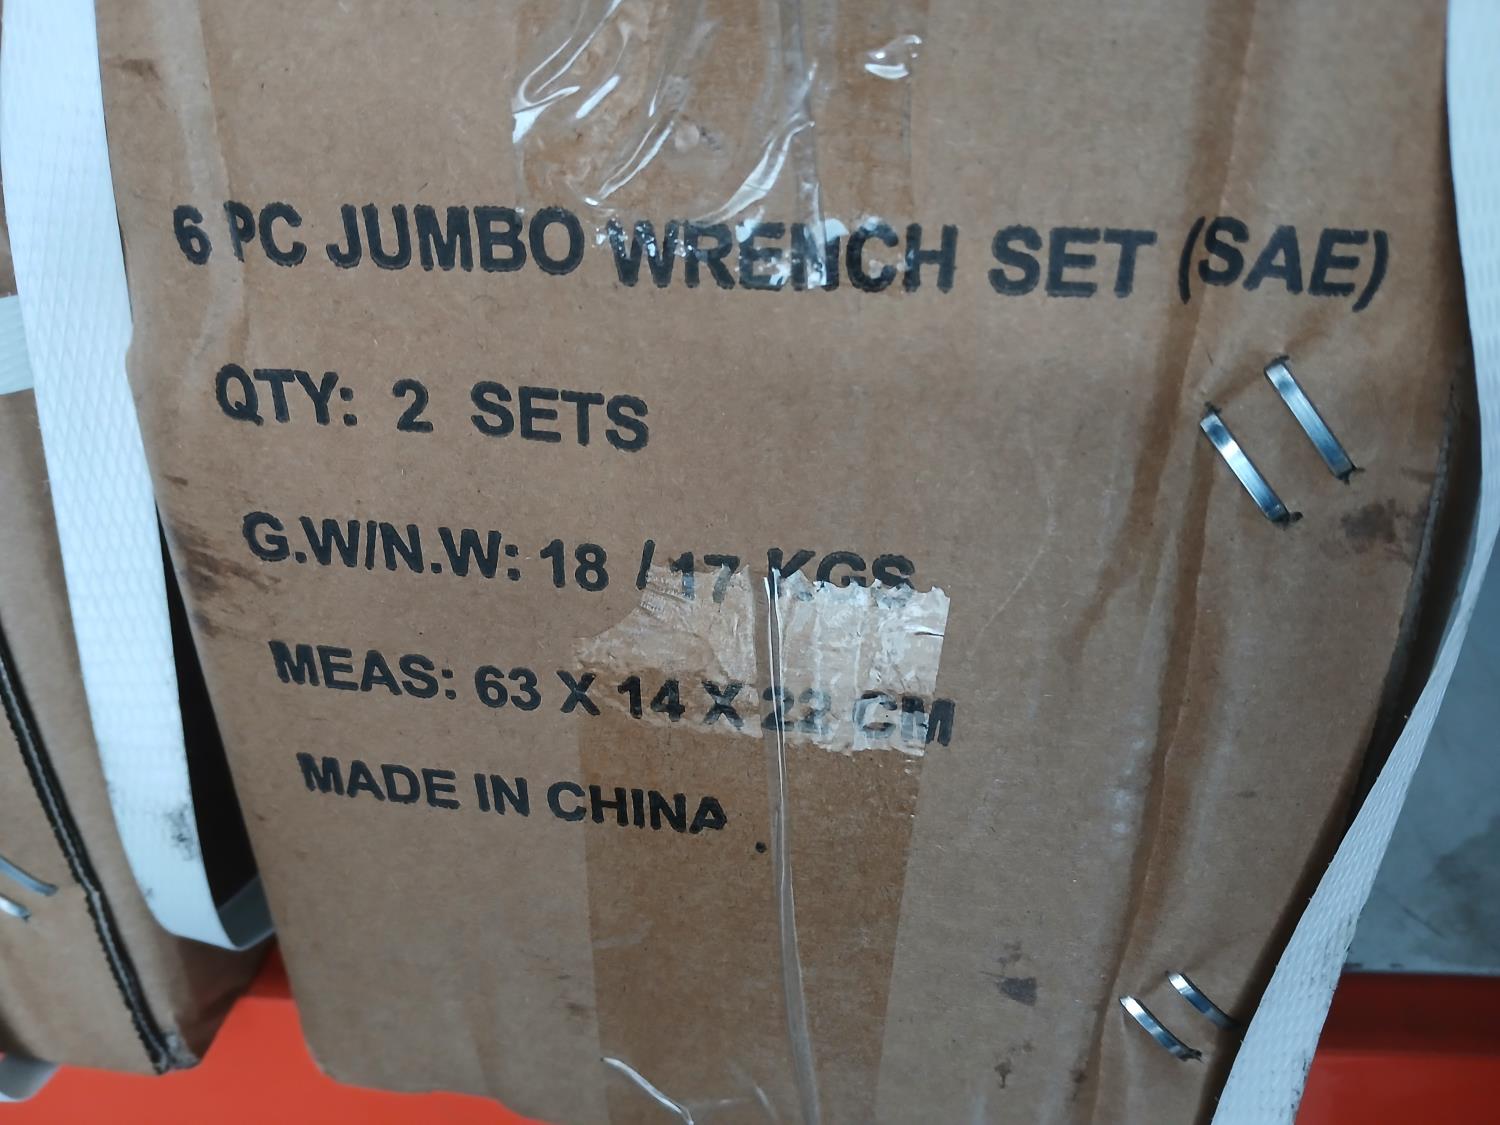 6 PC JUMBO WRENCH SET (SAE)
QTY: 2 SETS
G.W/N.W: 18 / 17 KGS
MEAS: 63 X 14 X 22 CM
MADE IN CHINA